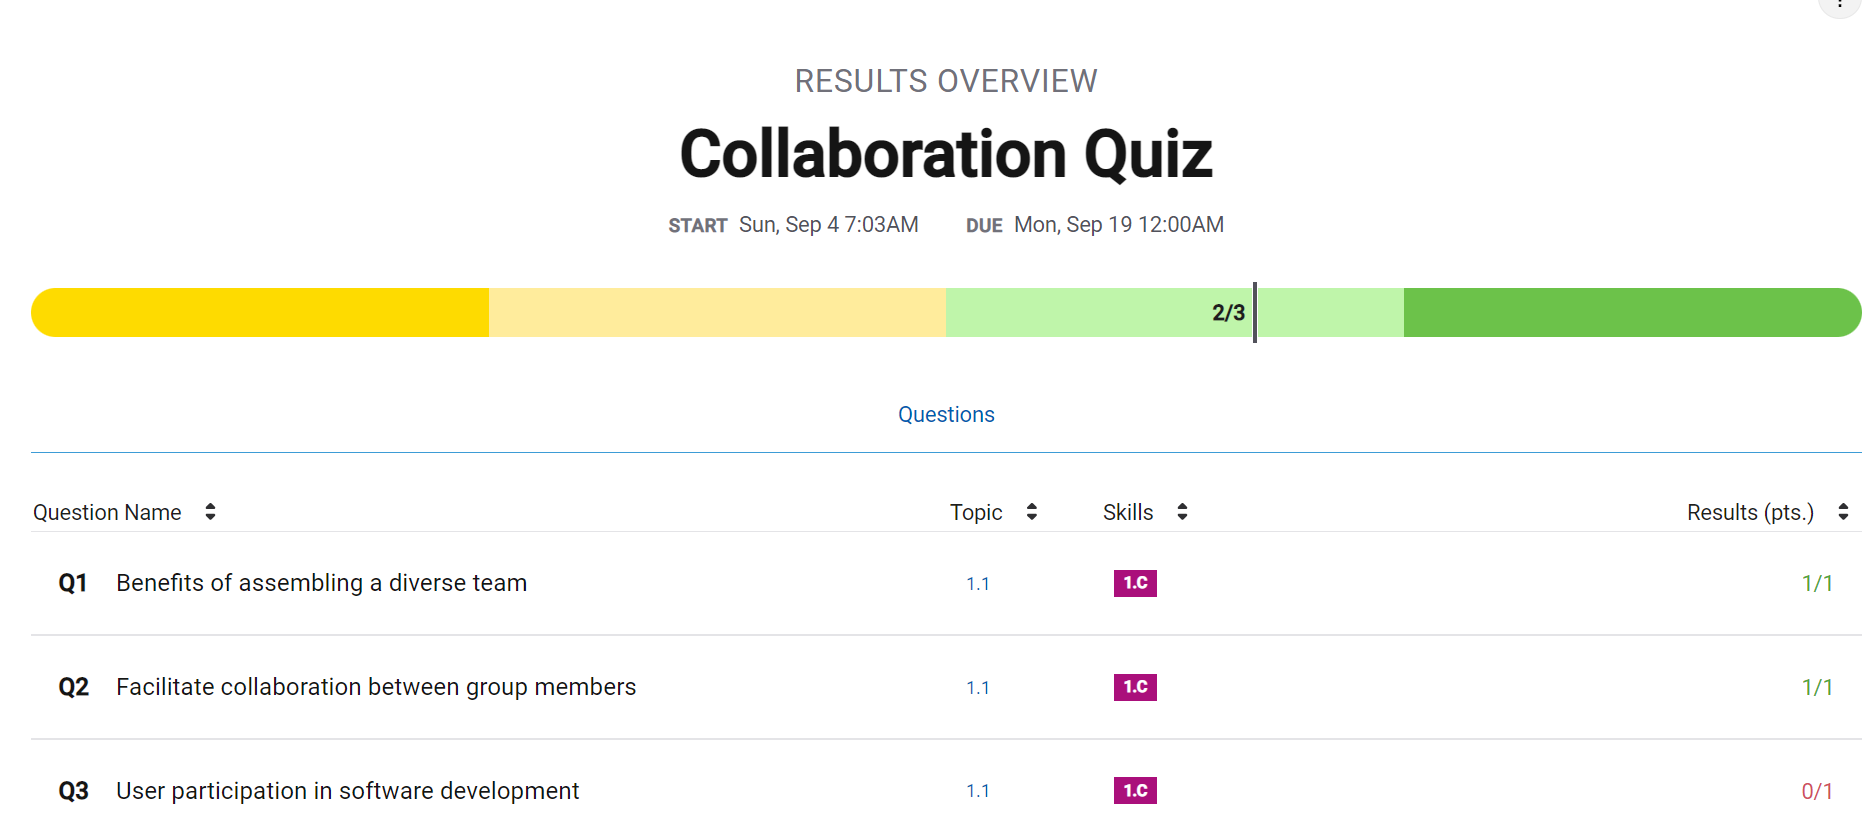 RESULTS OVERVIEW
Collaboration Quiz
START Sun, Sep 4 7:03AM DUE Mon, Sep 19 12:00AM
2/3
Questions
Question Name Topic Skills Results (pts.)
Q1 Benefits of assembling a diverse team 1.1 1.C 1/1
Q2 Facilitate collaboration between group members 1.1 1.C 1/1
Q3 User participation in software development 1.1 1.C 0/1